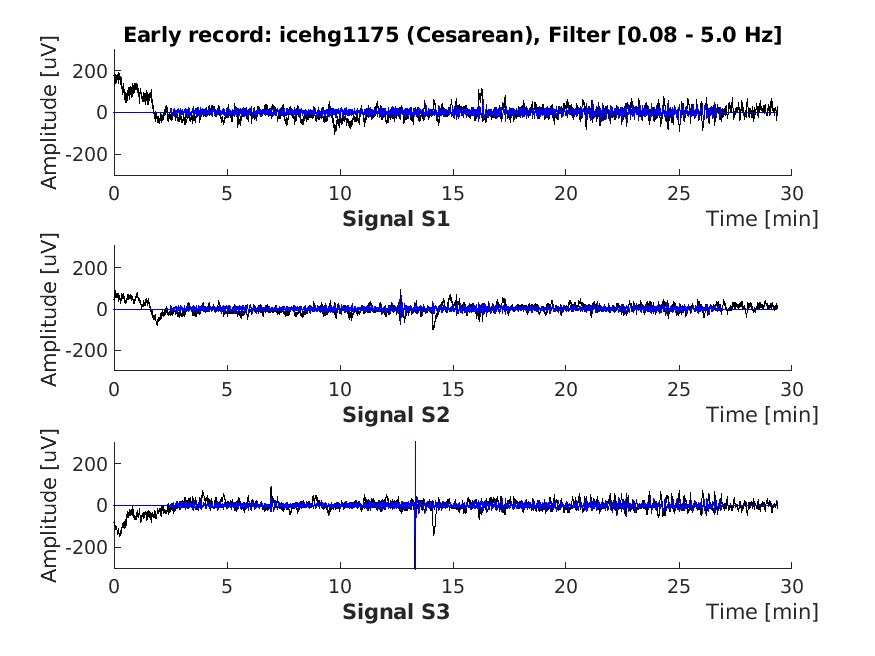 Early record: icehg1175 (Cesarean), Filter [0.08 - 5.0 Hz]
Amplitude [uV]
200
0
-200
0 5 10 15 20 25 30
Signal S1 Time [min]
Amplitude [uV]
200
0
-200
0 5 10 15 20 25 30
Signal S2 Time [min]
Amplitude [uV]
200
0
-200
0 5 10 15 20 25 30
Signal S3 Time [min]